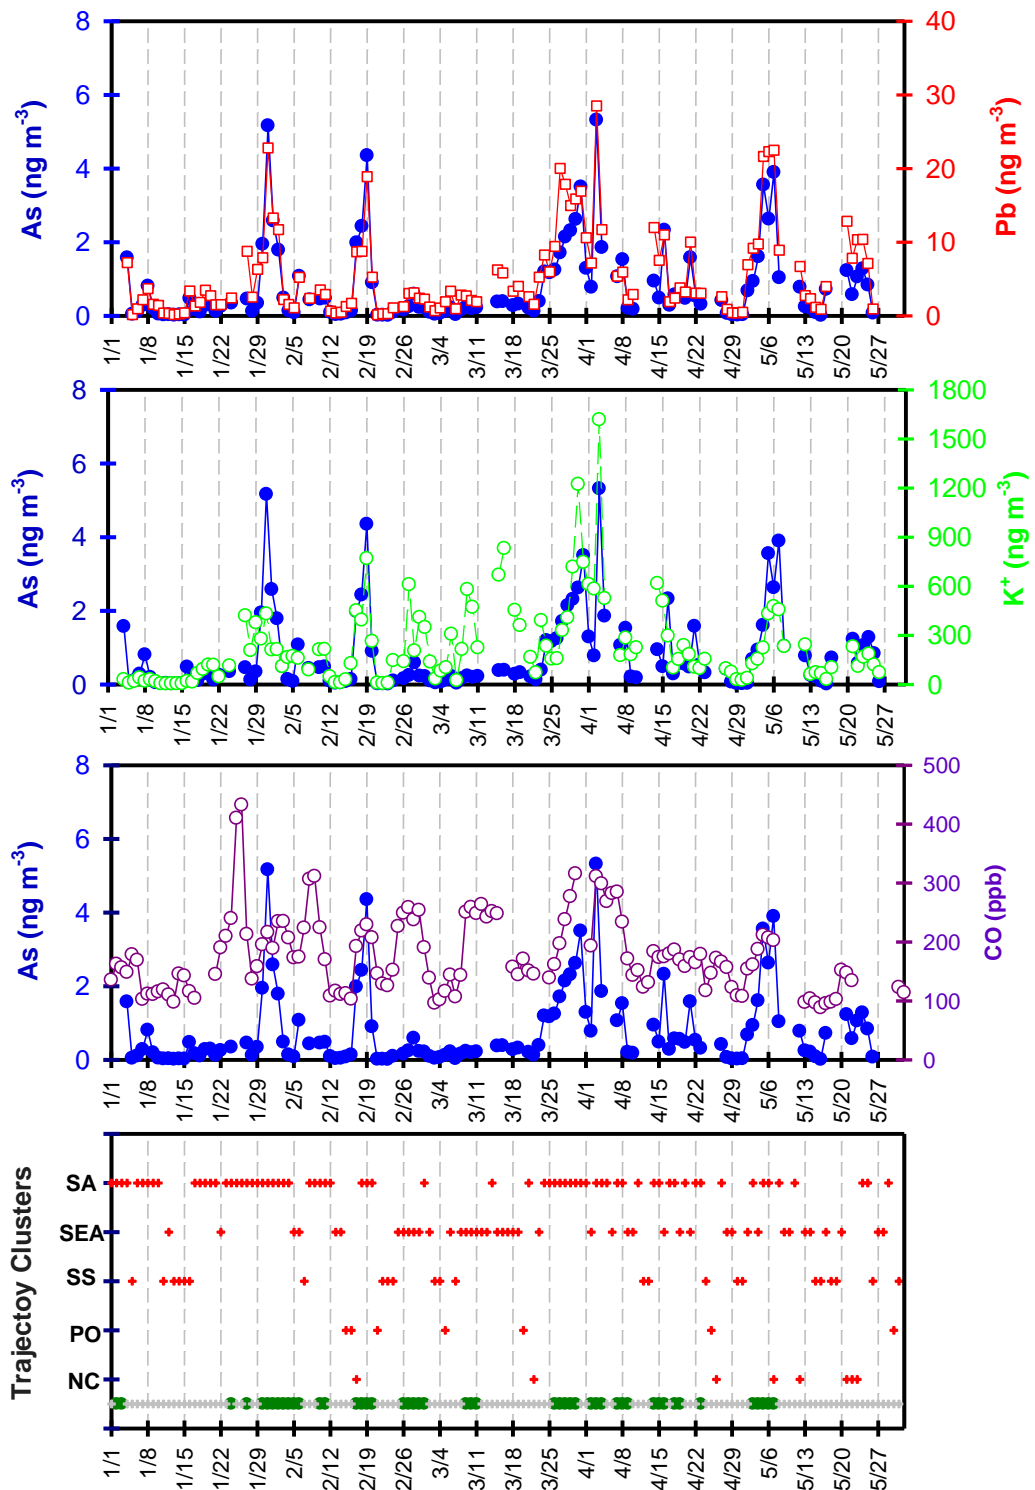 8 40
6 30
4 20
2 10
0 0
As (ng m-3)
Pb (ng m-3)
1/1 1/8 1/15 1/22 1/29 2/5 2/12 2/19 2/26 3/4 3/11 3/18 3/25 4/1 4/8 4/15 4/22 4/29 5/6 5/13 5/20 5/27
8 1800
1500
6
1200
4 900
600
2
300
0 0
As (ng m-3)
K+ (ng m-3)
1/1 1/8 1/15 1/22 1/29 2/5 2/12 2/19 2/26 3/4 3/11 3/18 3/25 4/1 4/8 4/15 4/22 4/29 5/6 5/13 5/20 5/27
8 500
400
6
300
4
200
2
100
0 0
As (ng m-3)
CO (ppb)
1/1 1/8 1/15 1/22 1/29 2/5 2/12 2/19 2/26 3/4 3/11 3/18 3/25 4/1 4/8 4/15 4/22 4/29 5/6 5/13 5/20 5/27
Trajectoy Clusters
SA
SEA
SS
PO
NC
1/1 1/8 1/15 1/22 1/29 2/5 2/12 2/19 2/26 3/4 3/11 3/18 3/25 4/1 4/8 4/15 4/22 4/29 5/6 5/13 5/20 5/27